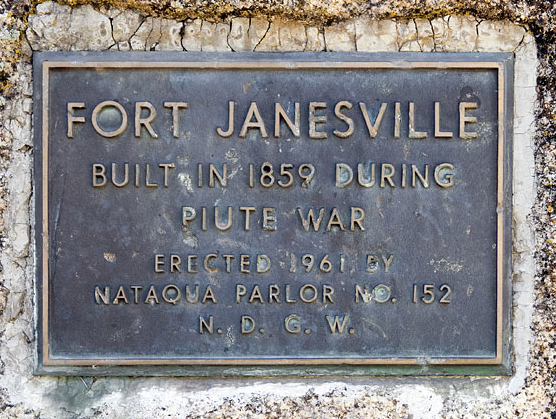 FORT JANESVILLE
BUILT IN 1859 DURING
PIUTE WAR
ERECTED 1961 BY
NATAQUA PARLOR NO. 152
N. D. G. W.